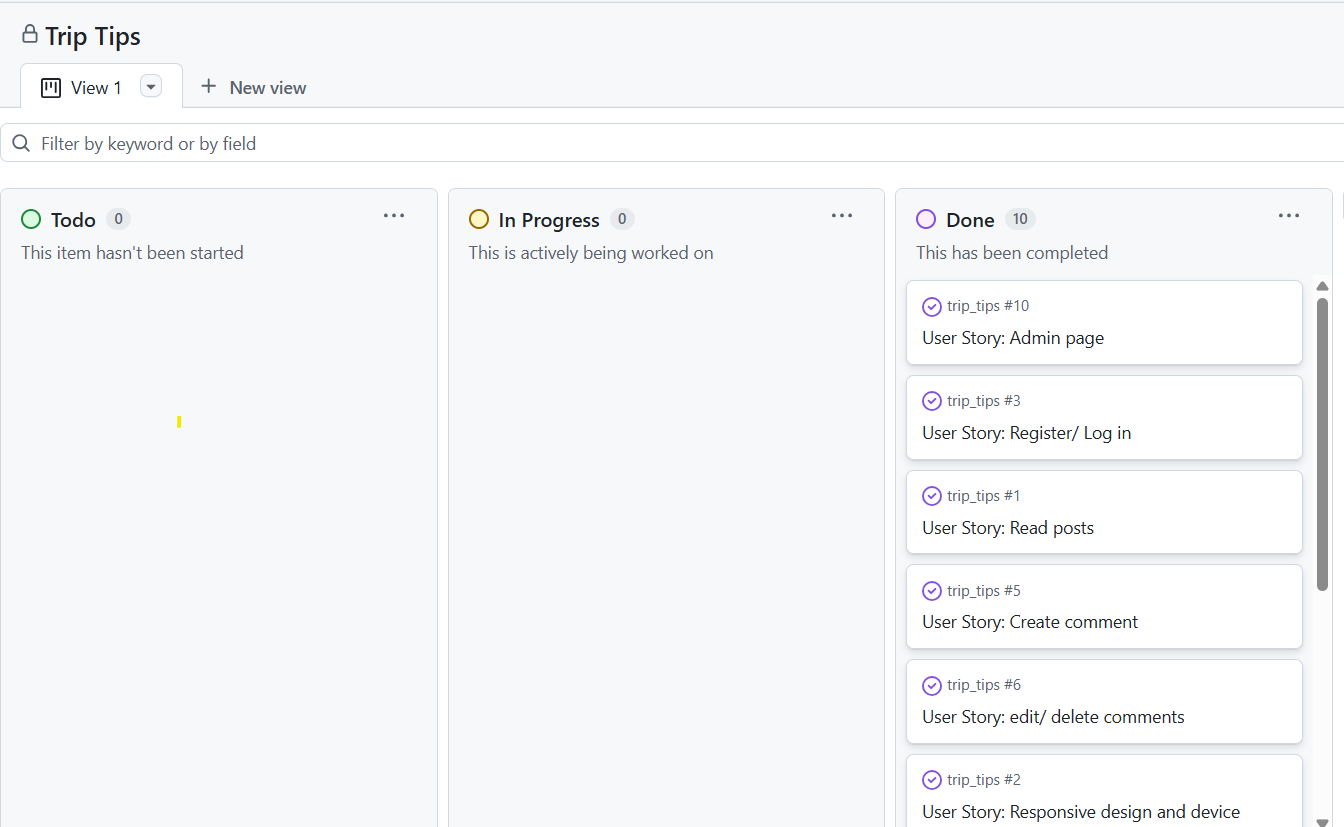 Trip Tips
View 1
New view
Filter by keyword or by field
Todo 0
This item hasn't been started
In Progress 0
This is actively being worked on
Done 10
This has been completed
trip_tips #10
User Story: Admin page
trip_tips #3
User Story: Register/ Log in
trip_tips #1
User Story: Read posts
trip_tips #5
User Story: Create comment
trip_tips #6
User Story: edit/ delete comments
trip_tips #2
User Story: Responsive design and device